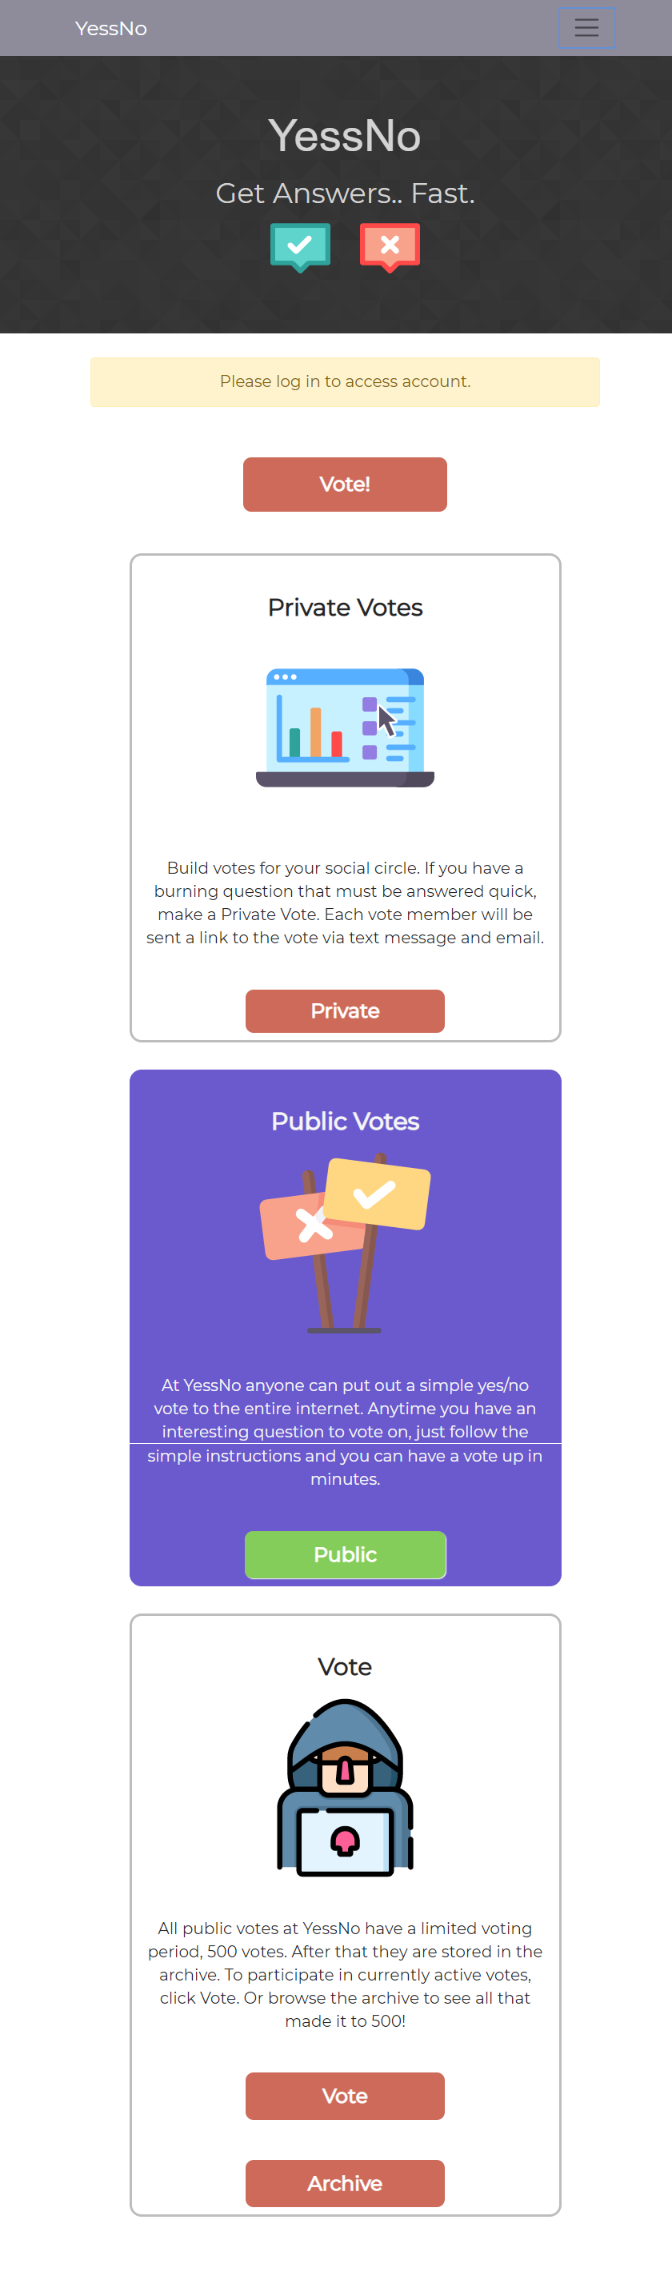 YessNo
YessNo
Get Answers.. Fast.
Please log in to access account.
Vote!
Private Votes
Build votes for your social circle. If you have a
burning question that must be answered quick,
make a Private Vote. Each vote member will be
sent a link to the vote via text message and email.
Private
Public Votes
At YessNo anyone can put out a simple yes/no
vote to the entire internet. Anytime you have an
interesting question to vote on, just follow the
simple instructions and you can have a vote up in
minutes.
Public
Vote
All public votes at YessNo have a limited voting
period, 500 votes. After that they are stored in the
archive. To participate in currently active votes,
click Vote. Or browse the archive to see all that
made it to 500!
Vote
Archive